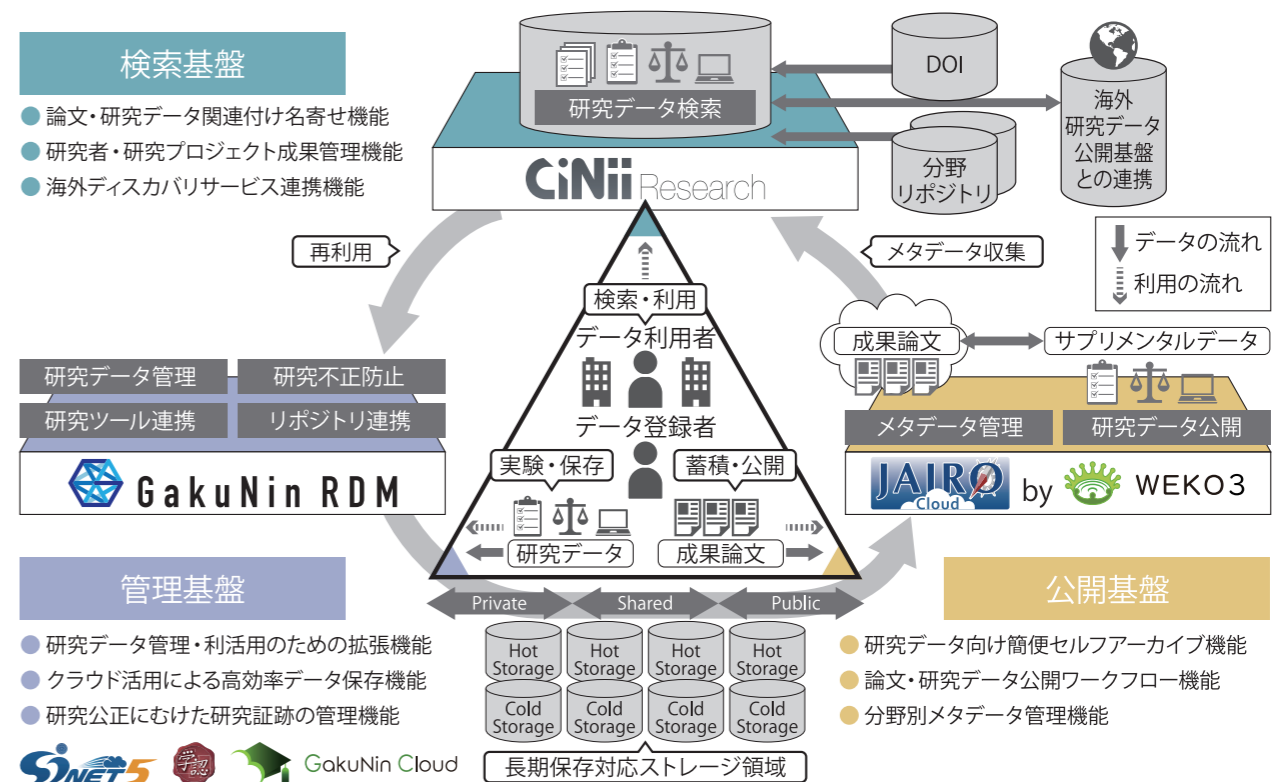 検索基盤
論文・研究データ関連付け名寄せ機能
研究者・研究プロジェクト成果管理機能
海外ディスカバリサービス連携機能
研究データ検索
CiNii Research
DOI
分野
リポジトリ
海外
研究データ
公開基盤
との連携
データの流れ
利用の流れ
再利用
メタデータ収集
検索・利用
データ利用者
データ登録者
実験・保存
蓄積・公開
研究データ
成果論文
研究データ管理
研究不正防止
研究ツール連携
リポジトリ連携
GakuNin RDM
成果論文
サプリメンタルデータ
メタデータ管理
研究データ公開
JAIRO
Cloud
by
WEKO3
管理基盤
研究データ管理・利活用のための拡張機能
クラウド活用による高効率データ保存機能
研究公正にむけた研究証跡の管理機能
SINET5
学認
GakuNin Cloud
Private
Shared
Public
Hot
Storage
Hot
Storage
Hot
Storage
Hot
Storage
Cold
Storage
Cold
Storage
Cold
Storage
Cold
Storage
長期保存対応ストレージ領域
公開基盤
研究データ向け簡便セルフアーカイブ機能
論文・研究データ公開ワークフロー機能
分野別メタデータ管理機能